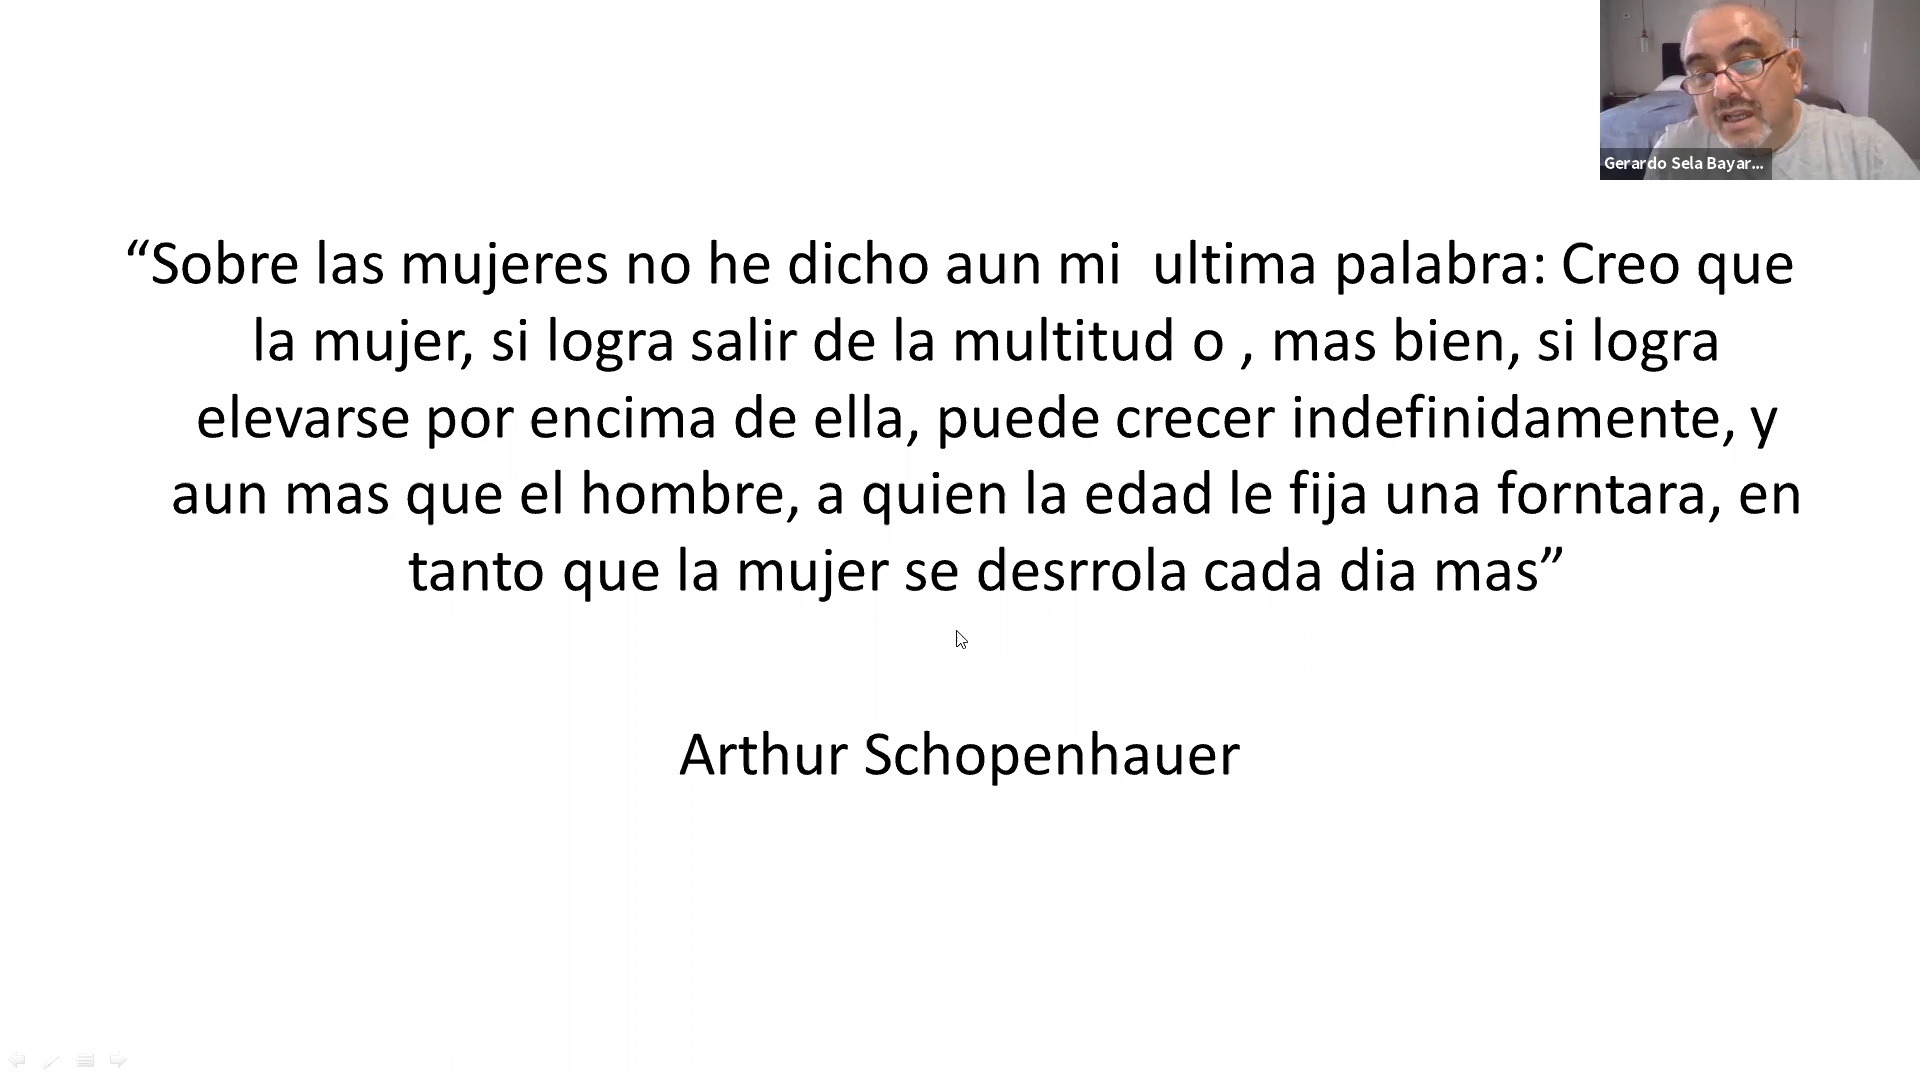 Gerardo Sela Bayar...
“Sobre las mujeres no he dicho aun mi  ultima palabra: Creo que
la mujer, si logra salir de la multitud o , mas bien, si logra
elevarse por encima de ella, puede crecer indefinidamente, y
aun mas que el hombre, a quien la edad le fija una forntara, en
tanto que la mujer se desrrola cada dia mas”
Arthur Schopenhauer